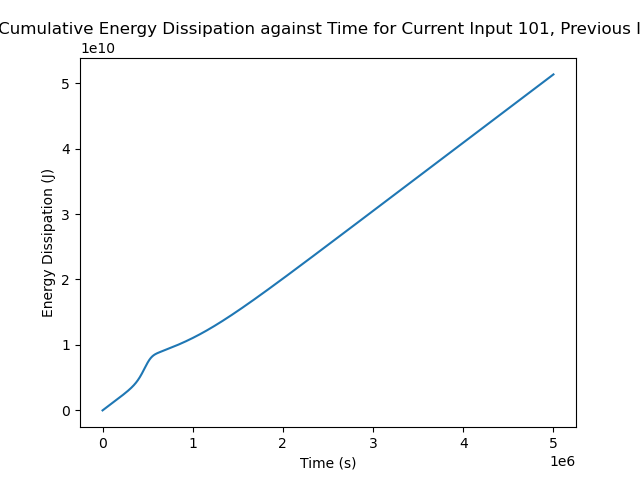 Cumulative Energy Dissipation against Time for Current Input 101, Previous I
1e10
5
4
3
2
1
0
Energy Dissipation (J)
0 1 2 3 4 5
1e6
Time (s)